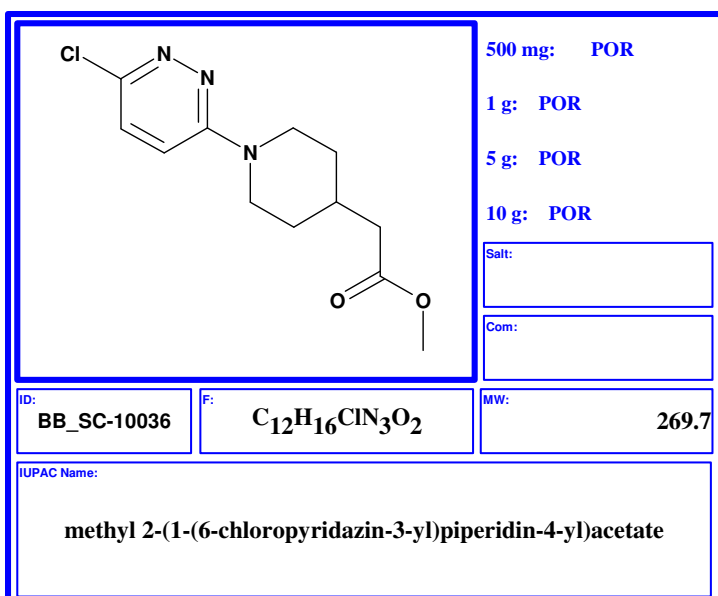 Cl
N
N
N
O
O
500 mg: POR
1 g: POR
5 g: POR
10 g: POR
Salt:
Com:
ID:
BB_SC-10036
F:
C12H16ClN3O2
MW:
269.7
IUPAC Name:
methyl 2-(1-(6-chloropyridazin-3-yl)piperidin-4-yl)acetate